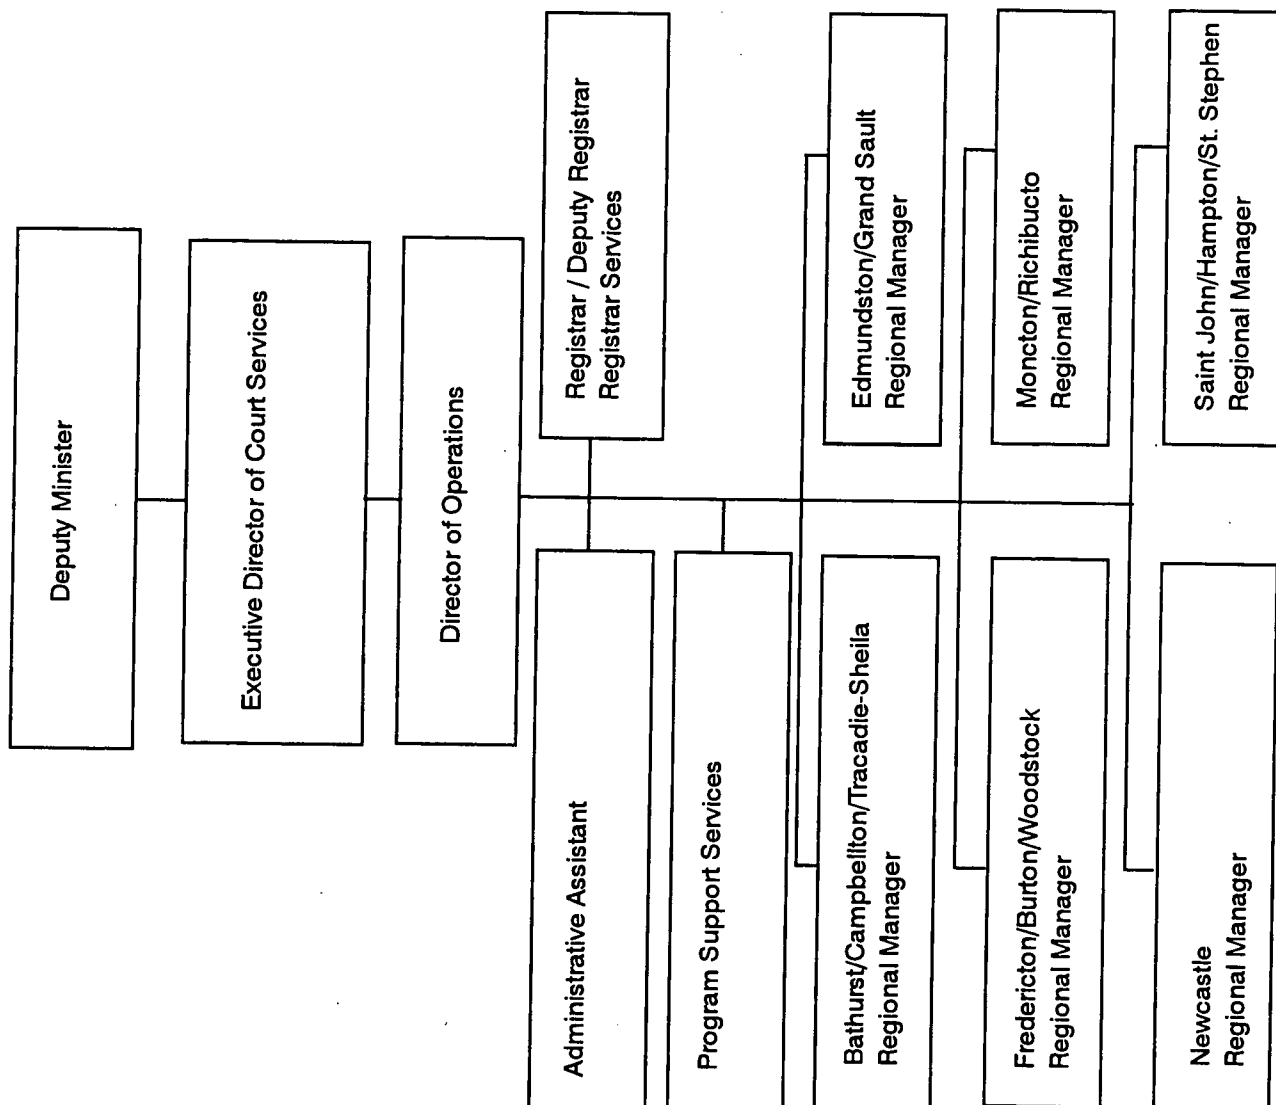 Deputy Minister
Executive Director of Court Services
Director of Operations
Administrative Assistant
Registrar / Deputy Registrar
Registrar Services
Program Support Services
Bathurst/Campbellton/Tracadie-Sheila
Regional Manager
Edmundston/Grand Sault
Regional Manager
Fredericton/Burton/Woodstock
Regional Manager
Moncton/Richibucto
Regional Manager
Newcastle
Regional Manager
Saint John/Hampton/St. Stephen
Regional Manager